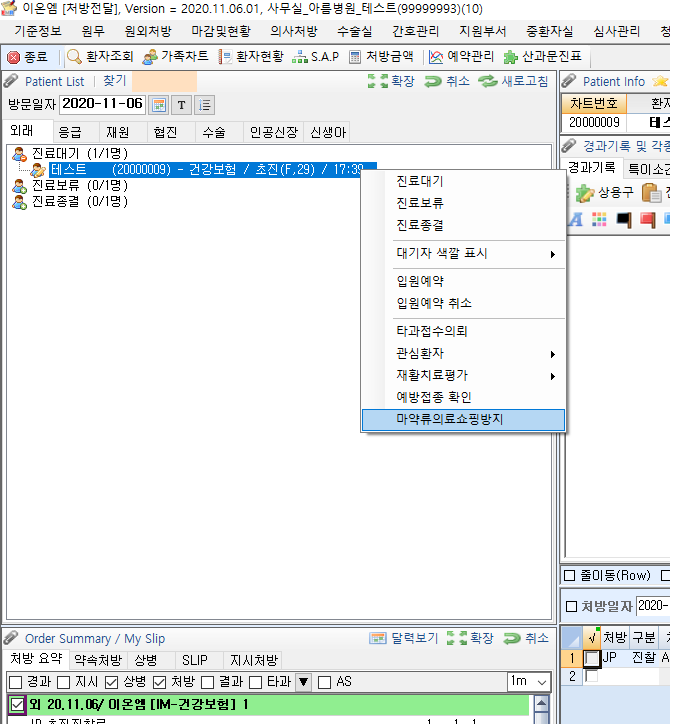 이온엠 [처방전달], Version = 2020.11.06.01, 사무실_아름병원_테스트(99999993)(10)
기준정보 원무 원외처방 마감및현황 의사처방 수술실 간호관리 지원부서 중환자실 심사관리
종료 환자조회 가족차트 환자현황 S.A.P 처방금액 예약관리 산과문진표
Patient List | 찾기 확장 취소 새로고침 Patient Info
방문일자 2020-11-06 T
차트번호
20000009
외래 응급 재원 협진 수술 인공신장 신생아
경과기록 및
경과기록
상용구
진료대기 (1/1명)
테스트 (20000009) - 건강보험 / 초진(F,29) / 17:39
진료보류 (0/1명)
진료종결 (0/1명)
진료대기
진료보류
진료종결
대기자 색깔 표시
입원예약
입원예약 취소
타과접수의뢰
관심환자
재활치료평가
예방접종 확인
마약류의료쇼핑방지
줄이동(Row)
처방일자 2020-
Order Summary / My Slip 달력보기 확장 취소
처방 요약 약속처방 상병 SLIP 지시처방
경과 지시 상병 처방 결과 타과 ▼ AS 1m
√ 처방 구분
1 JP 진찰 A
2
외 20.11.06/ 이온엠 [IM-건강보험] 1